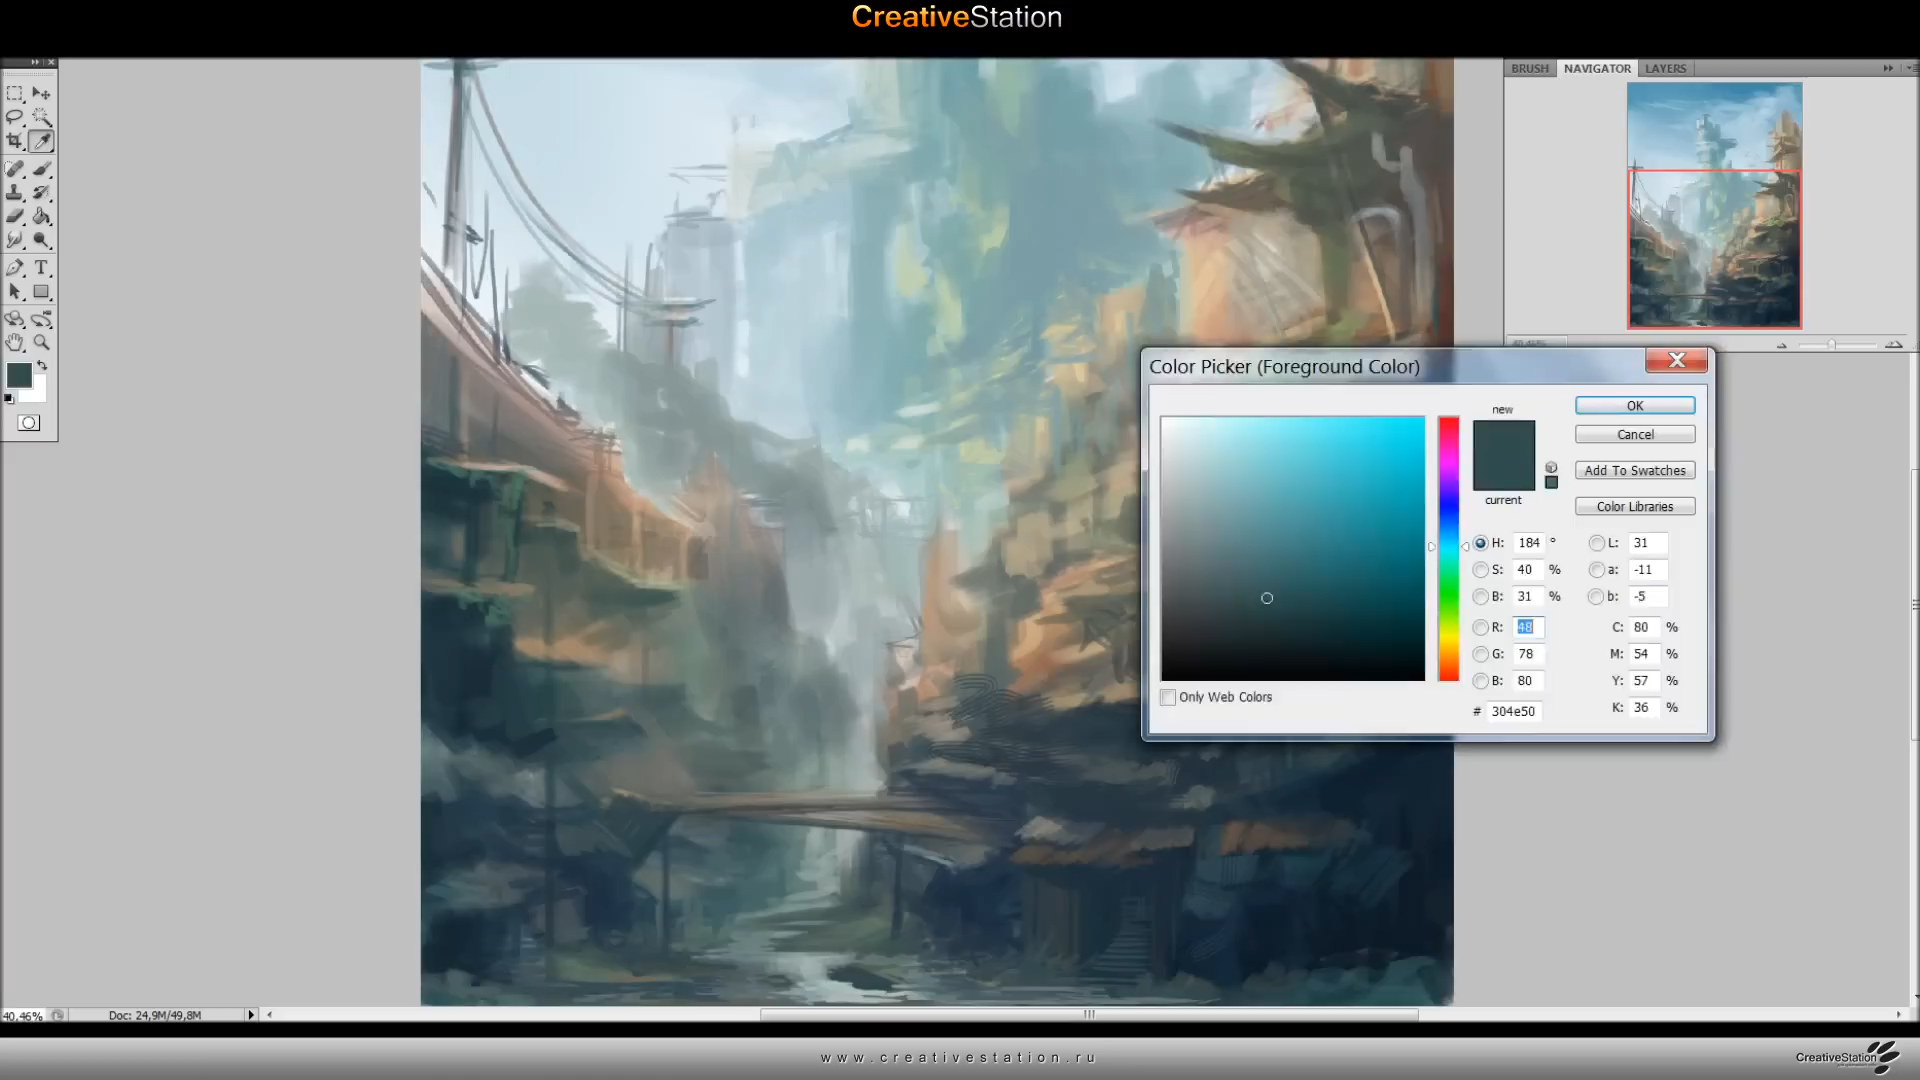 CreativeStation
BRUSH NAVIGATOR LAYERS
Color Picker (Foreground Color)
new
current
OK
Cancel
Add To Swatches
Color Libraries
H: 184 °
S: 40 %
B: 31 %
R: 48
G: 78
B: 80
# 304e50
L: 31
a: -11
b: -5
C: 80 %
M: 54 %
Y: 57 %
K: 36 %
Only Web Colors
40,46% Doc: 24,9M/49,8M
www.creativestation.ru
CreativeStation